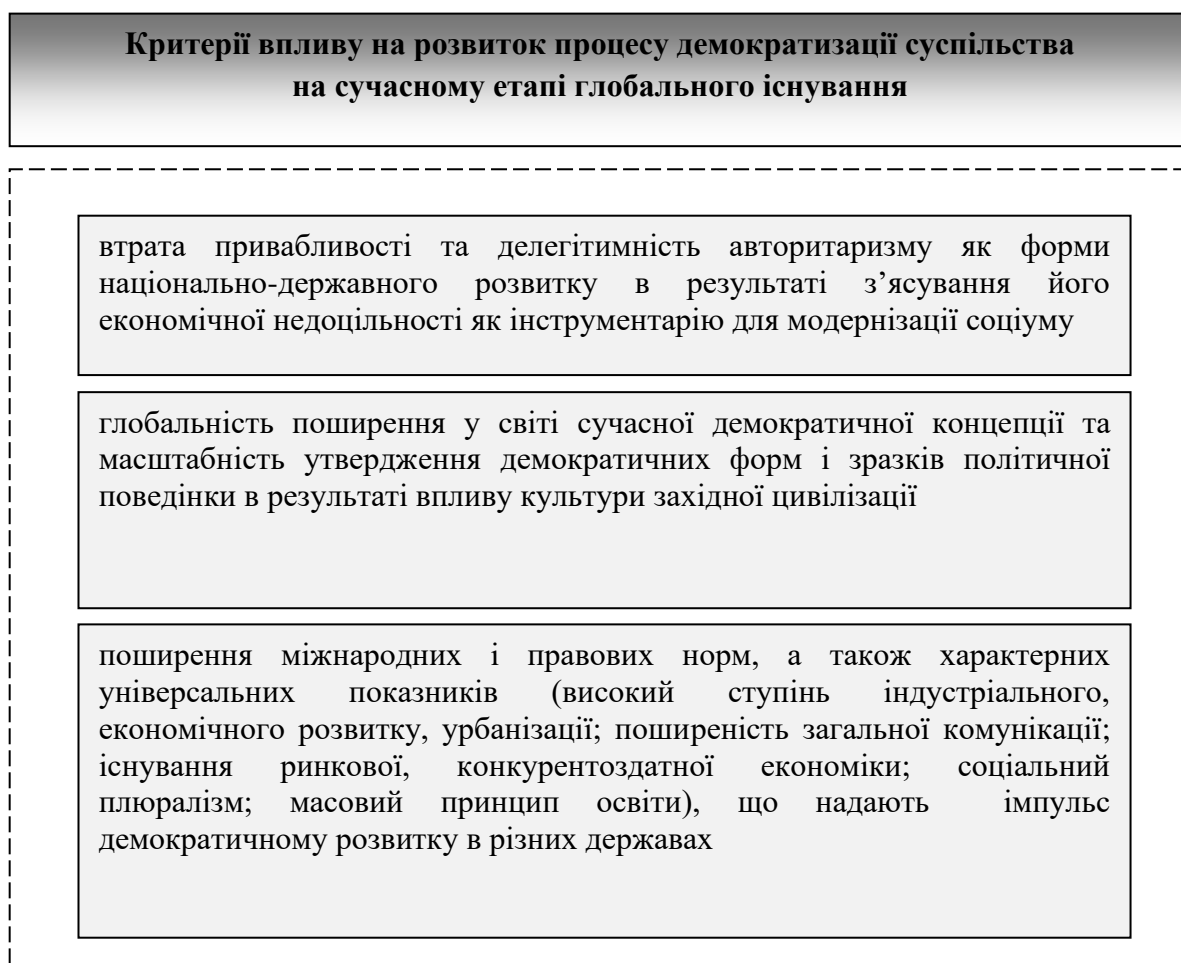 Критерії впливу на розвиток процесу демократизації суспільства
на сучасному етапі глобального існування
втрата привабливості та делегітимність авторитаризму як форми
національно-державного розвитку в результаті з’ясування його
економічної недоцільності як інструментарію для модернізації соціуму
глобальність поширення у світі сучасної демократичної концепції та
масштабність утвердження демократичних форм і зразків політичної
поведінки в результаті впливу культури західної цивілізації
поширення міжнародних і правових норм, а також характерних
універсальних показників (високий ступінь індустріального,
економічного розвитку, урбанізації; поширеність загальної комунікації;
існування ринкової, конкурентоздатної економіки; соціальний
плюралізм; масовий принцип освіти), що надають імпульс
демократичному розвитку в різних державах